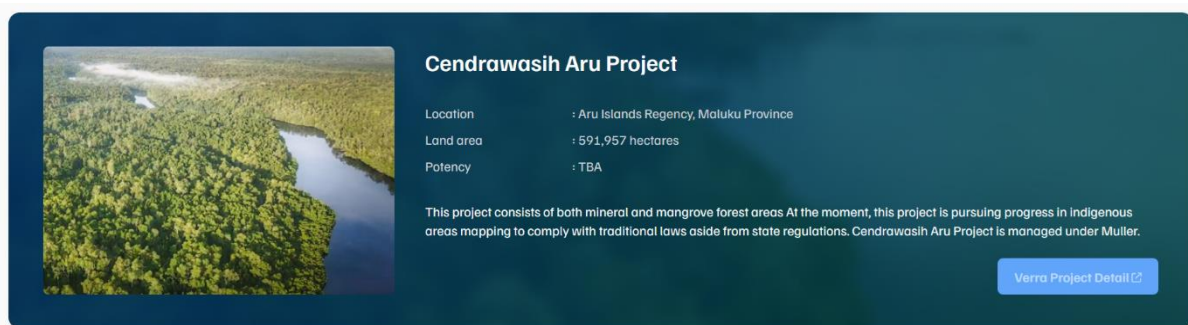 Cendrawasih Aru Project
Location : Aru Islands Regency, Maluku Province
Land area : 591,957 hectares
Potency : TBA
This project consists of both mineral and mangrove forest areas At the moment, this project is pursuing progress in indigenous
areas mapping to comply with traditional laws aside from state regulations. Cendrawasih Aru Project is managed under Muller.
Verra Project Detail